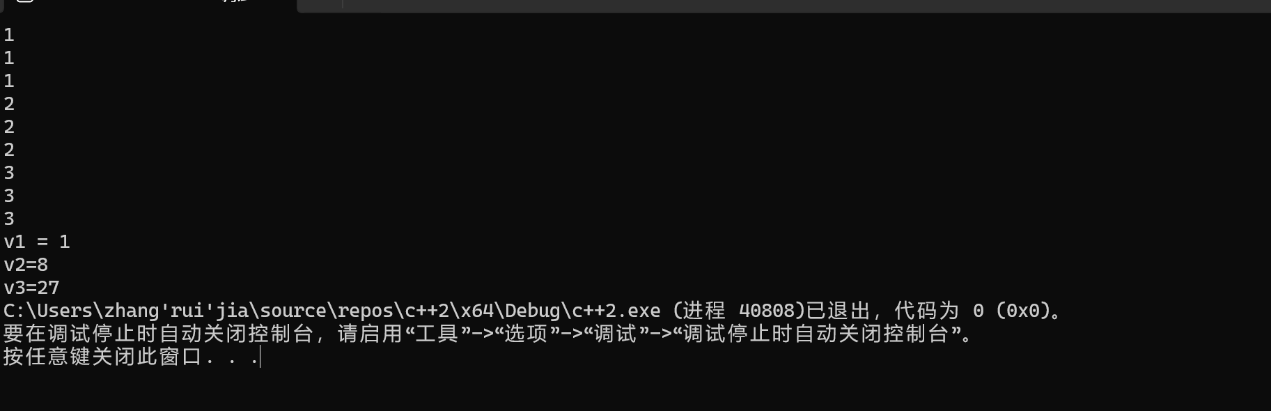 1
1
1
2
2
2
3
3
3
v1 = 1
v2=8
v3=27
C:\Users\zhang'rui'jia\source\repos\c++2\x64\Debug\c++2.exe (进程 40808)已退出，代码为 0 (0x0)。
要在调试停止时自动关闭控制台，请启用“工具”->“选项”->“调试”->“调试停止时自动关闭控制台”。
按任意键关闭此窗口. . .